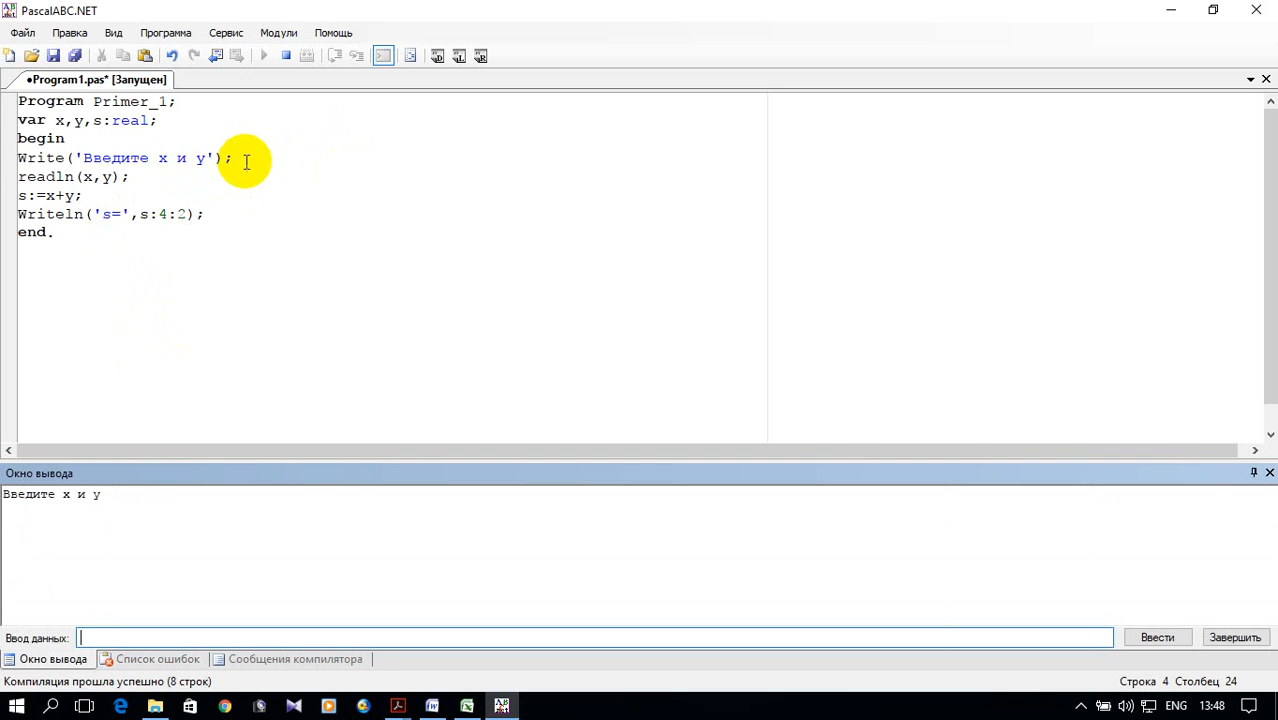 PascalABC.NET
Файл Правка Вид Программа Сервис Модули Помощь
•Program1.pas* [Запущен]
Program Primer_1;
var x,y,s:real;
begin
Write('Введите x и y');
readln(x,y);
s:=x+y;
Writeln('s=',s:4:2);
end.
Окно вывода
Введите x и y
Ввод данных: Ввести Завершить
Окно вывода Список ошибок Сообщения компилятора
Компиляция прошла успешно (8 строк) Строка 4 Столбец 24
ENG 13:48